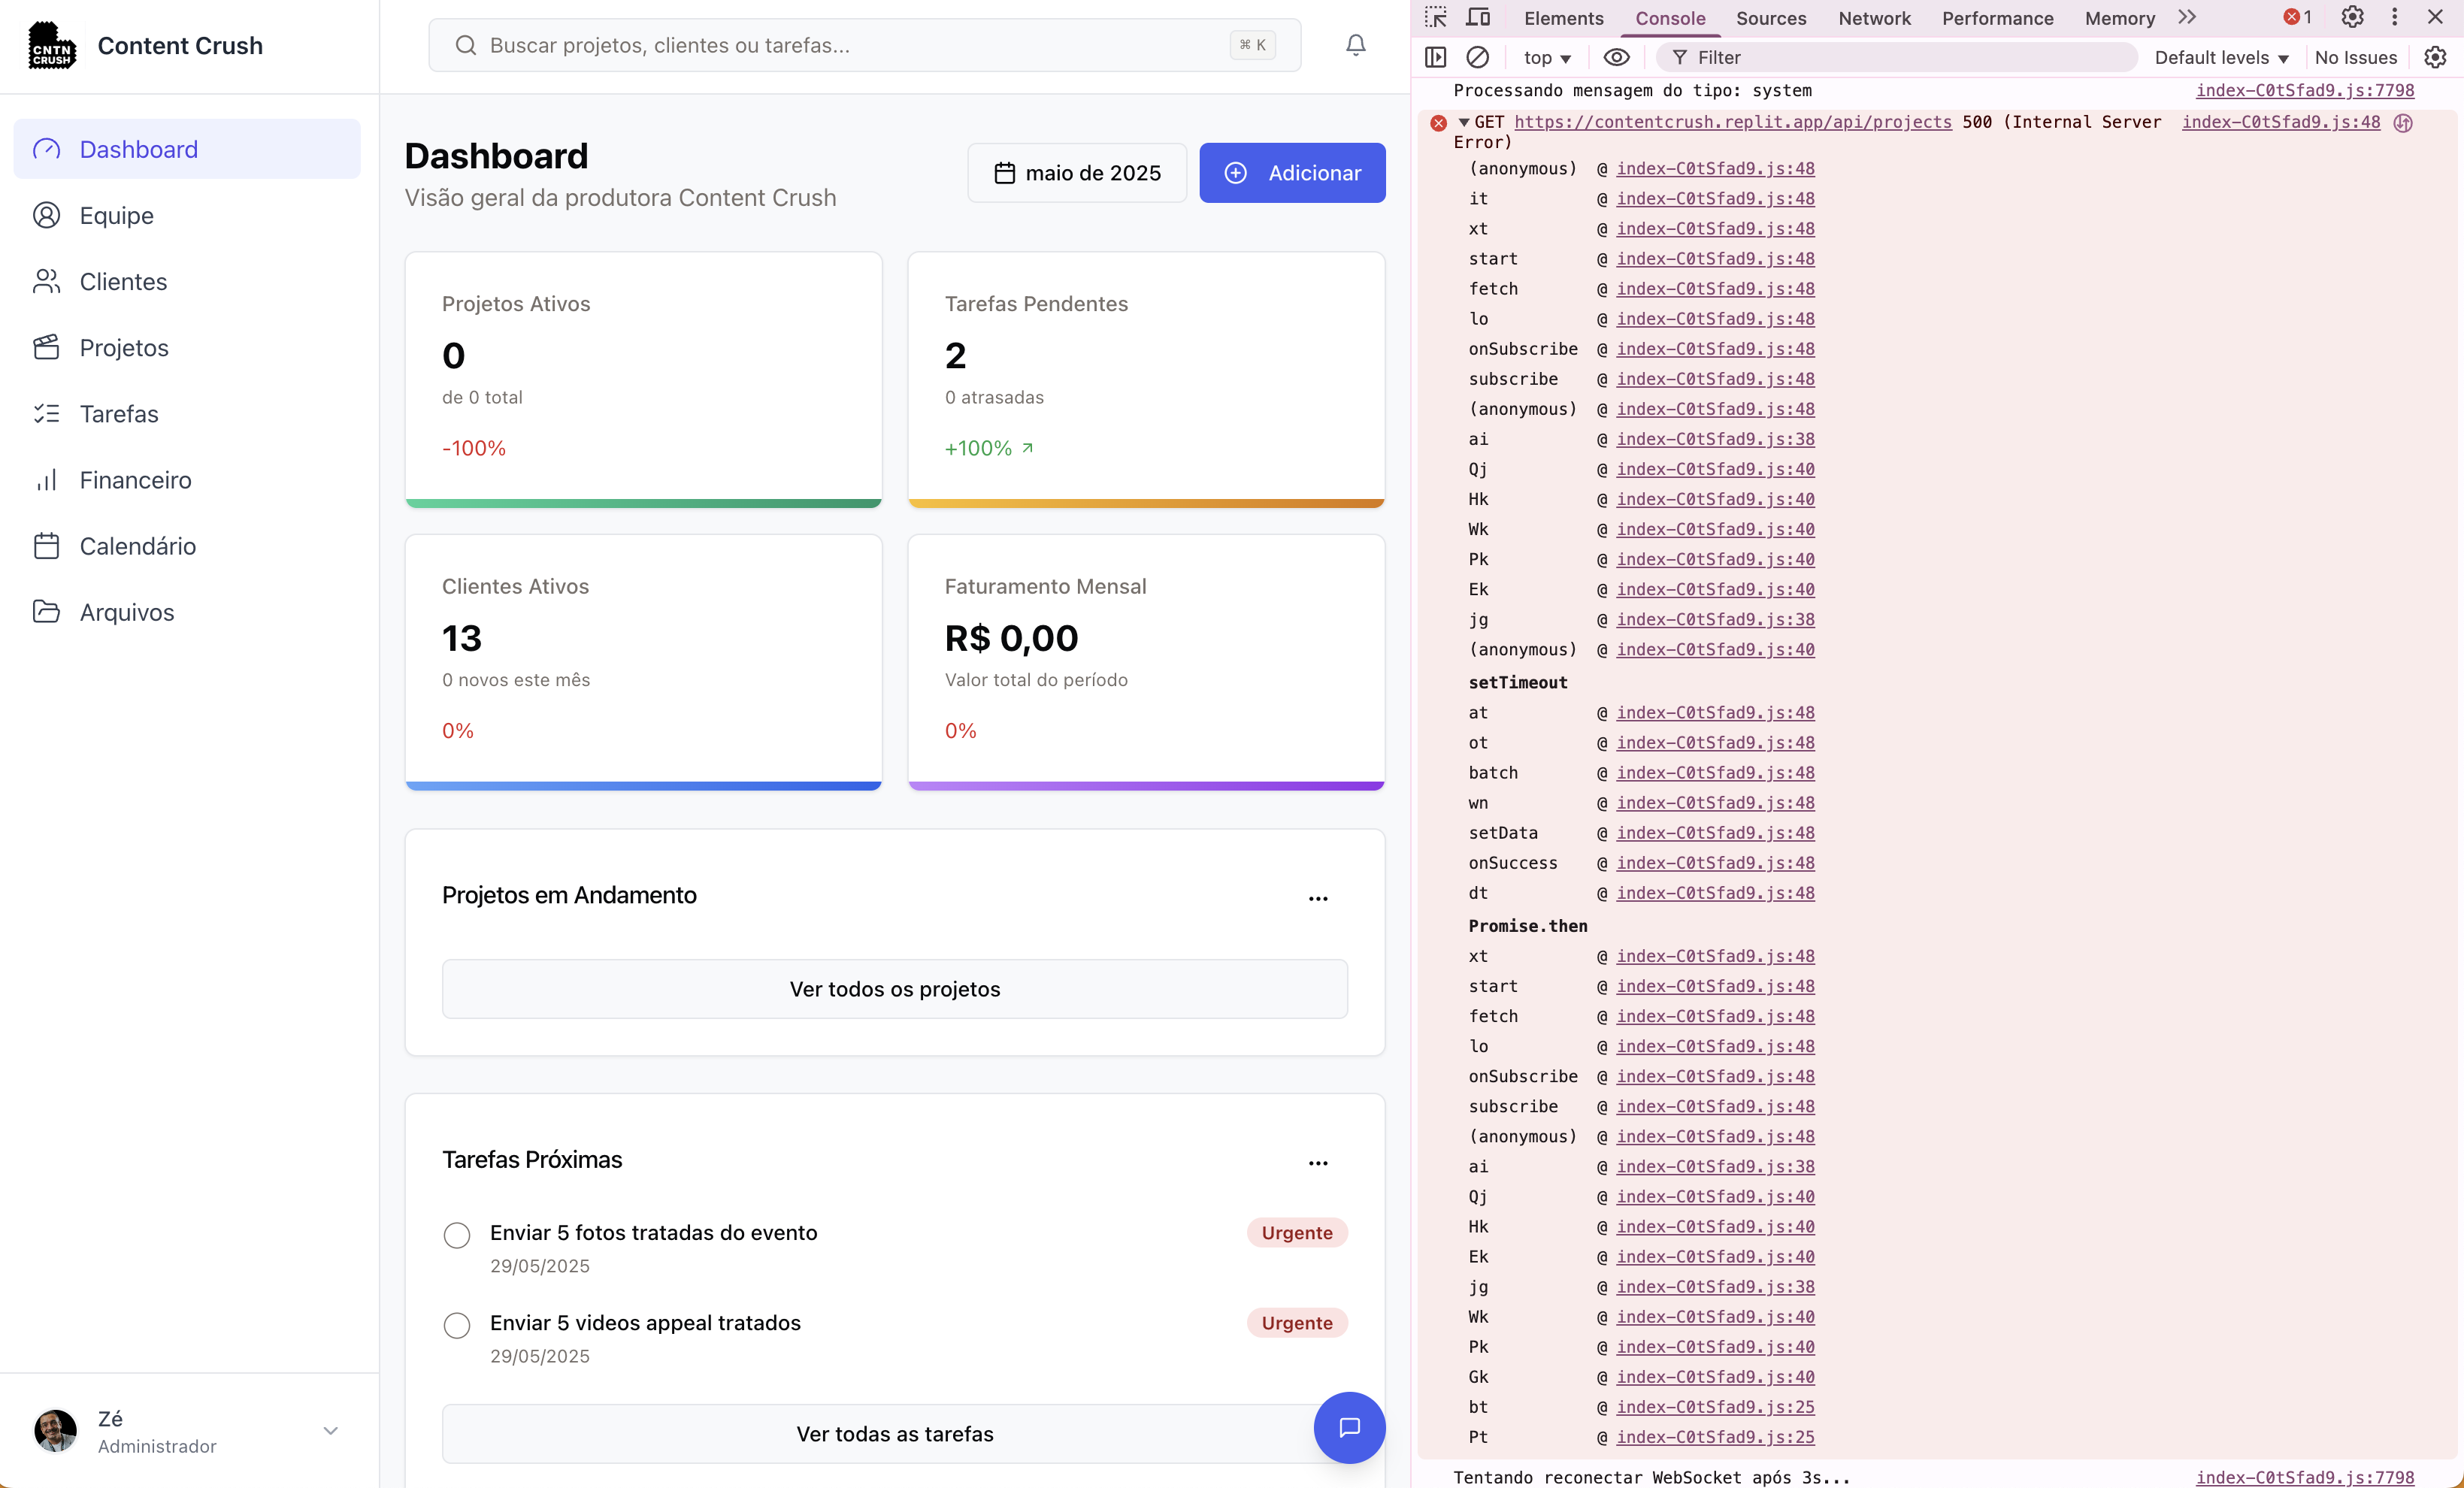 CNTN
CRUSH
Content Crush
Dashboard
Equipe
Clientes
Projetos
Tarefas
Financeiro
Calendário
Arquivos
Zé
Administrador
Buscar projetos, clientes ou tarefas...
⌘ K
Dashboard
Visão geral da produtora Content Crush
maio de 2025
Adicionar
Projetos Ativos
0
de 0 total
-100%
Tarefas Pendentes
2
0 atrasadas
+100%
Clientes Ativos
13
0 novos este mês
0%
Faturamento Mensal
R$ 0,00
Valor total do período
0%
Projetos em Andamento
...
Ver todos os projetos
Tarefas Próximas
...
Enviar 5 fotos tratadas do evento
Urgente
29/05/2025
Enviar 5 videos appeal tratados
Urgente
29/05/2025
Ver todas as tarefas
Elements Console Sources Network Performance Memory 1
top Filter Default levels No Issues
Processando mensagem do tipo: system index-C0tSfad9.js:7798
GET https://contentcrush.replit.app/api/projects 500 (Internal Server index-C0tSfad9.js:48
Error)
(anonymous) @ index-C0tSfad9.js:48
it @ index-C0tSfad9.js:48
xt @ index-C0tSfad9.js:48
start @ index-C0tSfad9.js:48
fetch @ index-C0tSfad9.js:48
lo @ index-C0tSfad9.js:48
onSubscribe @ index-C0tSfad9.js:48
subscribe @ index-C0tSfad9.js:48
(anonymous) @ index-C0tSfad9.js:48
ai @ index-C0tSfad9.js:38
Qj @ index-C0tSfad9.js:40
Hk @ index-C0tSfad9.js:40
Wk @ index-C0tSfad9.js:40
Pk @ index-C0tSfad9.js:40
Ek @ index-C0tSfad9.js:40
jg @ index-C0tSfad9.js:38
(anonymous) @ index-C0tSfad9.js:40
setTimeout
at @ index-C0tSfad9.js:48
ot @ index-C0tSfad9.js:48
batch @ index-C0tSfad9.js:48
wn @ index-C0tSfad9.js:48
setData @ index-C0tSfad9.js:48
onSuccess @ index-C0tSfad9.js:48
dt @ index-C0tSfad9.js:48
Promise.then
xt @ index-C0tSfad9.js:48
start @ index-C0tSfad9.js:48
fetch @ index-C0tSfad9.js:48
lo @ index-C0tSfad9.js:48
onSubscribe @ index-C0tSfad9.js:48
subscribe @ index-C0tSfad9.js:48
(anonymous) @ index-C0tSfad9.js:48
ai @ index-C0tSfad9.js:38
Qj @ index-C0tSfad9.js:40
Hk @ index-C0tSfad9.js:40
Ek @ index-C0tSfad9.js:40
jg @ index-C0tSfad9.js:38
Wk @ index-C0tSfad9.js:40
Pk @ index-C0tSfad9.js:40
Gk @ index-C0tSfad9.js:40
bt @ index-C0tSfad9.js:25
Pt @ index-C0tSfad9.js:25
Tentando reconectar WebSocket após 3s... index-C0tSfad9.js:7798